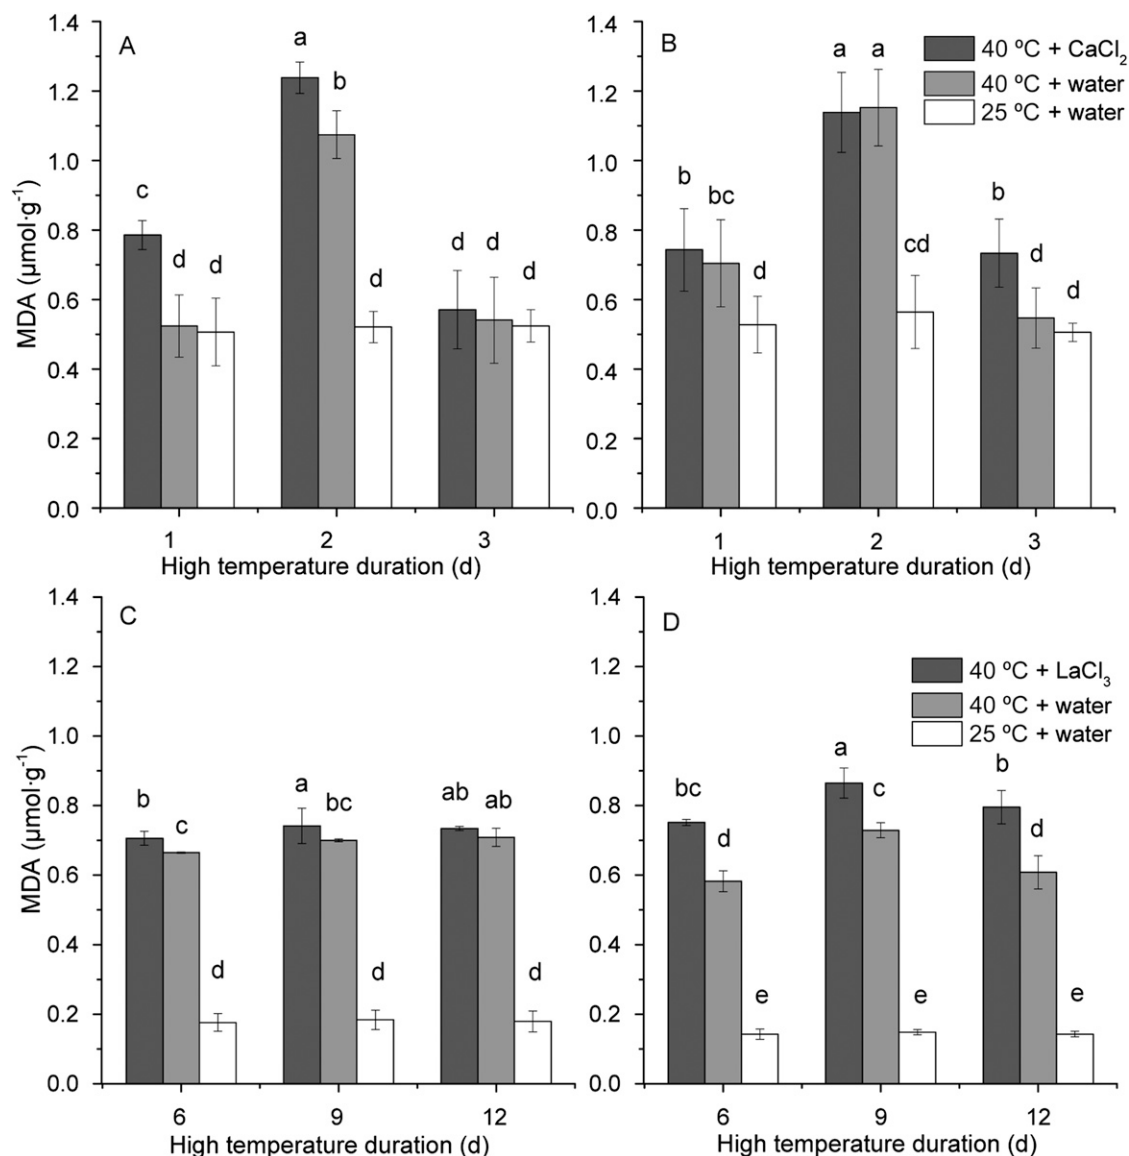 A
1.4
1.2
1.0
0.8
0.6
0.4
0.2
0.0
MDA (µmol·g⁻¹)
c d d
a b d
d d d
1 2 3
High temperature duration (d)
B
40 ºC + CaCl₂
40 ºC + water
25 ºC + water
1.4
1.2
1.0
0.8
0.6
0.4
0.2
0.0
b bc d
a a cd
b d d
1 2 3
High temperature duration (d)
C
1.4
1.2
1.0
0.8
0.6
0.4
0.2
0.0
MDA (µmol·g⁻¹)
b c d
a bc d
ab ab d
6 9 12
High temperature duration (d)
D
40 ºC + LaCl₃
40 ºC + water
25 ºC + water
1.4
1.2
1.0
0.8
0.6
0.4
0.2
0.0
bc d e
a c e
b d e
6 9 12
High temperature duration (d)